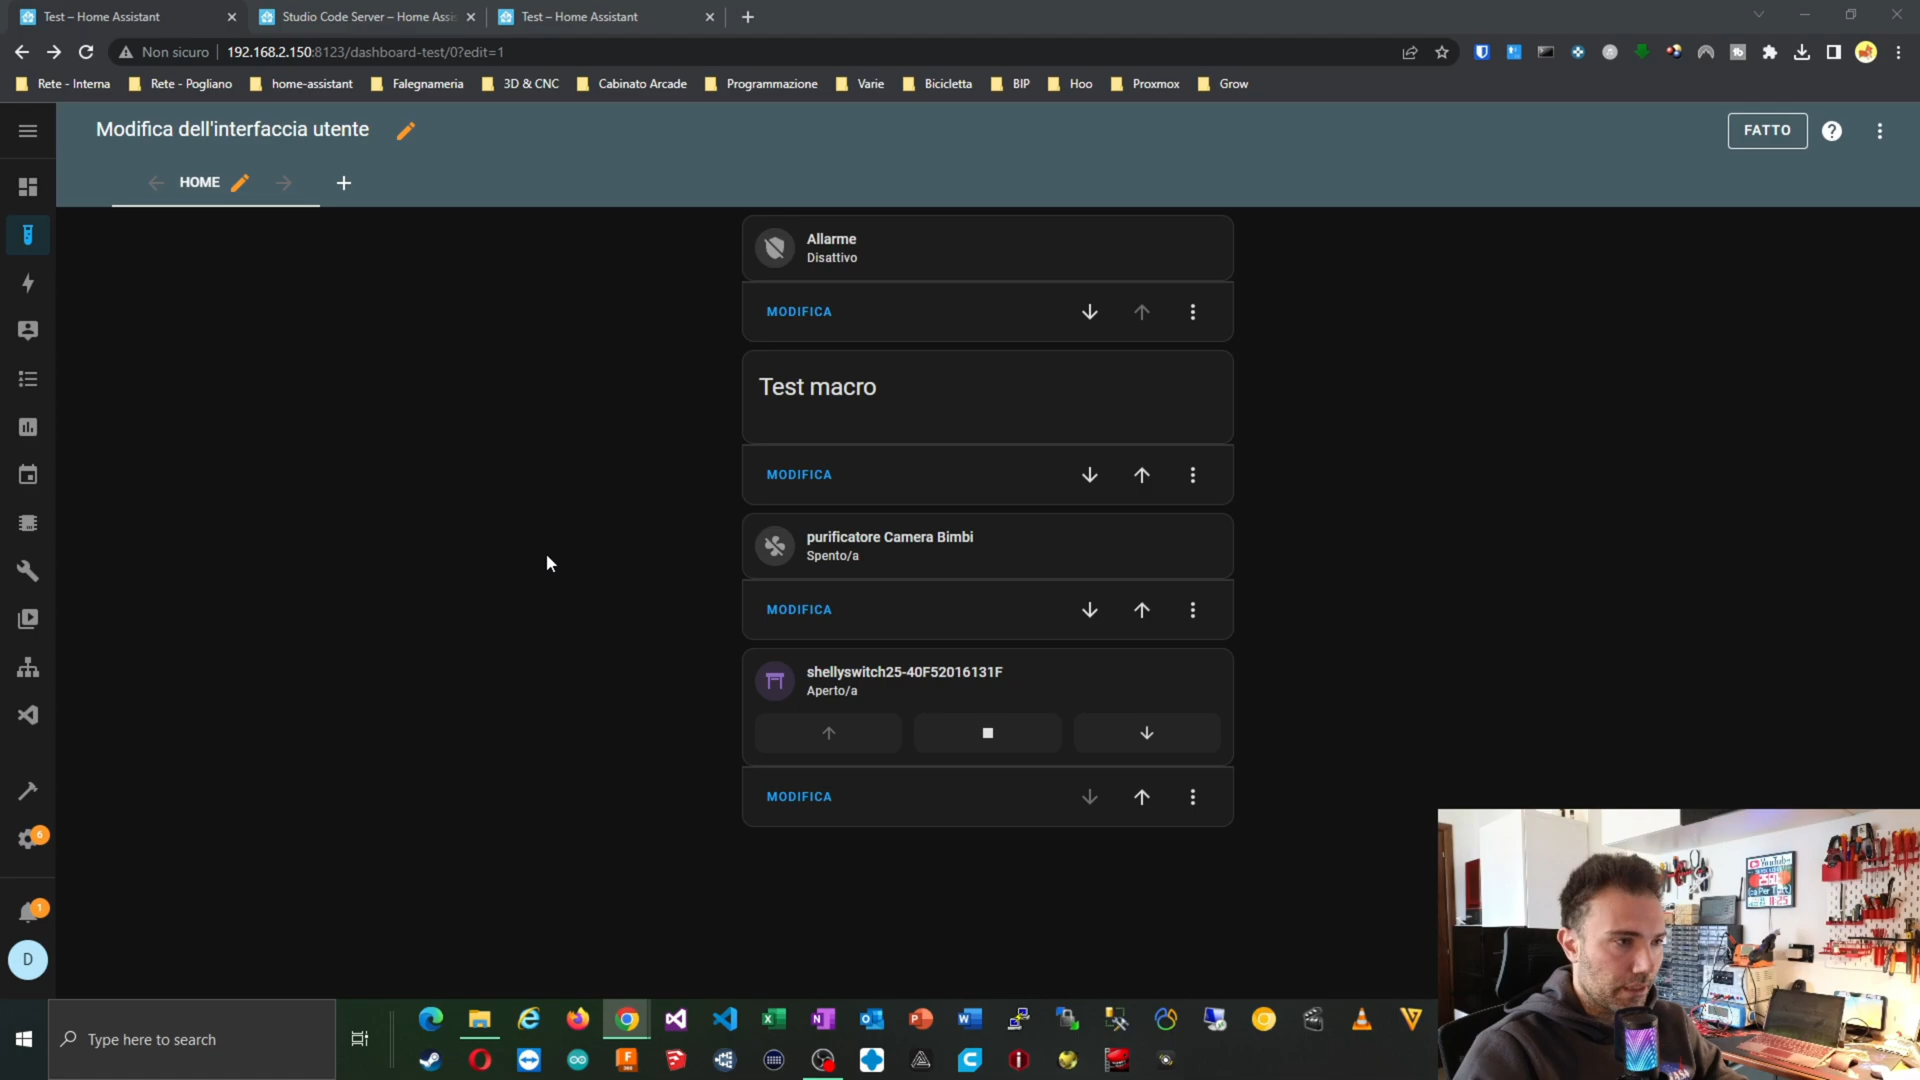 Test – Home Assistant
Studio Code Server – Home Assis
Test – Home Assistant
Non sicuro
192.168.2.150:8123/dashboard-test/0?edit=1
Rete - Interna
Rete - Pogliano
home-assistant
Falegnameria
3D & CNC
Cabinato Arcade
Programmazione
Varie
Bicicletta
BIP
Hoo
Proxmox
Grow
Modifica dell'interfaccia utente
FATTO
HOME
Allarme
Disattivo
MODIFICA
Test macro
MODIFICA
purificatore Camera Bimbi
Spento/a
MODIFICA
shellyswitch25-40F52016131F
Aperto/a
MODIFICA
6
1
D
Type here to search
YouTube